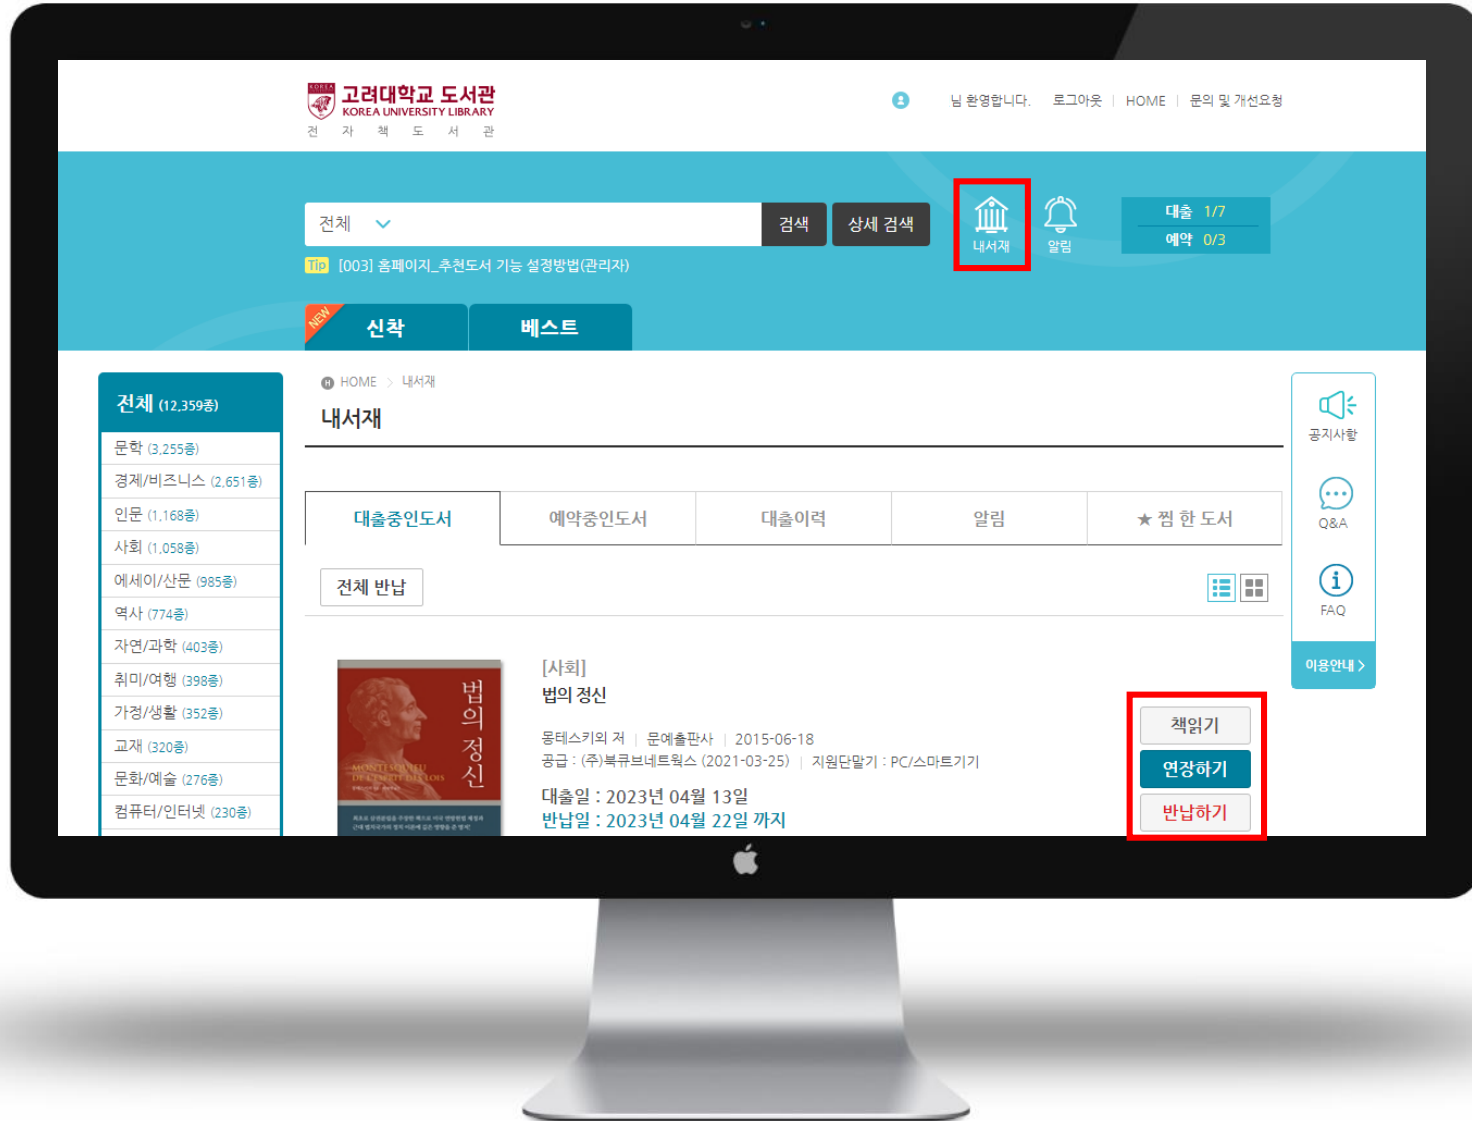 KOREA
고려대학교 도서관
KOREA UNIVERSITY LIBRARY
전 자 책 도 서 관
님 환영합니다. 로그아웃 | HOME | 문의 및 개선요청
전체
검색
상세 검색
내서재
알림
대출 1/7
예약 0/3
Tip [003] 홈페이지_추천도서 기능 설정방법(관리자)
NEW
신착
베스트
전체 (12,359종)
문학 (3,255종)
경제/비즈니스 (2,651종)
인문 (1,168종)
사회 (1,058종)
에세이/산문 (985종)
역사 (774종)
자연/과학 (403종)
취미/여행 (398종)
가정/생활 (352종)
교재 (320종)
문화/예술 (276종)
컴퓨터/인터넷 (230종)
H HOME > 내서재
내서재
대출중인도서
예약중인도서
대출이력
알림
★ 찜 한 도서
전체 반납
법의 정신
MONTESQUIEU
DE L'ESPRIT DES LOIS
[사회]
법의 정신
몽테스키외 저 | 문예출판사 | 2015-06-18
공급 : (주)북큐브네트웍스 (2021-03-25) | 지원단말기 : PC/스마트기기
대출일 : 2023년 04월 13일
반납일 : 2023년 04월 22일 까지
책읽기
연장하기
반납하기
공지사항
Q&A
FAQ
이용안내 >